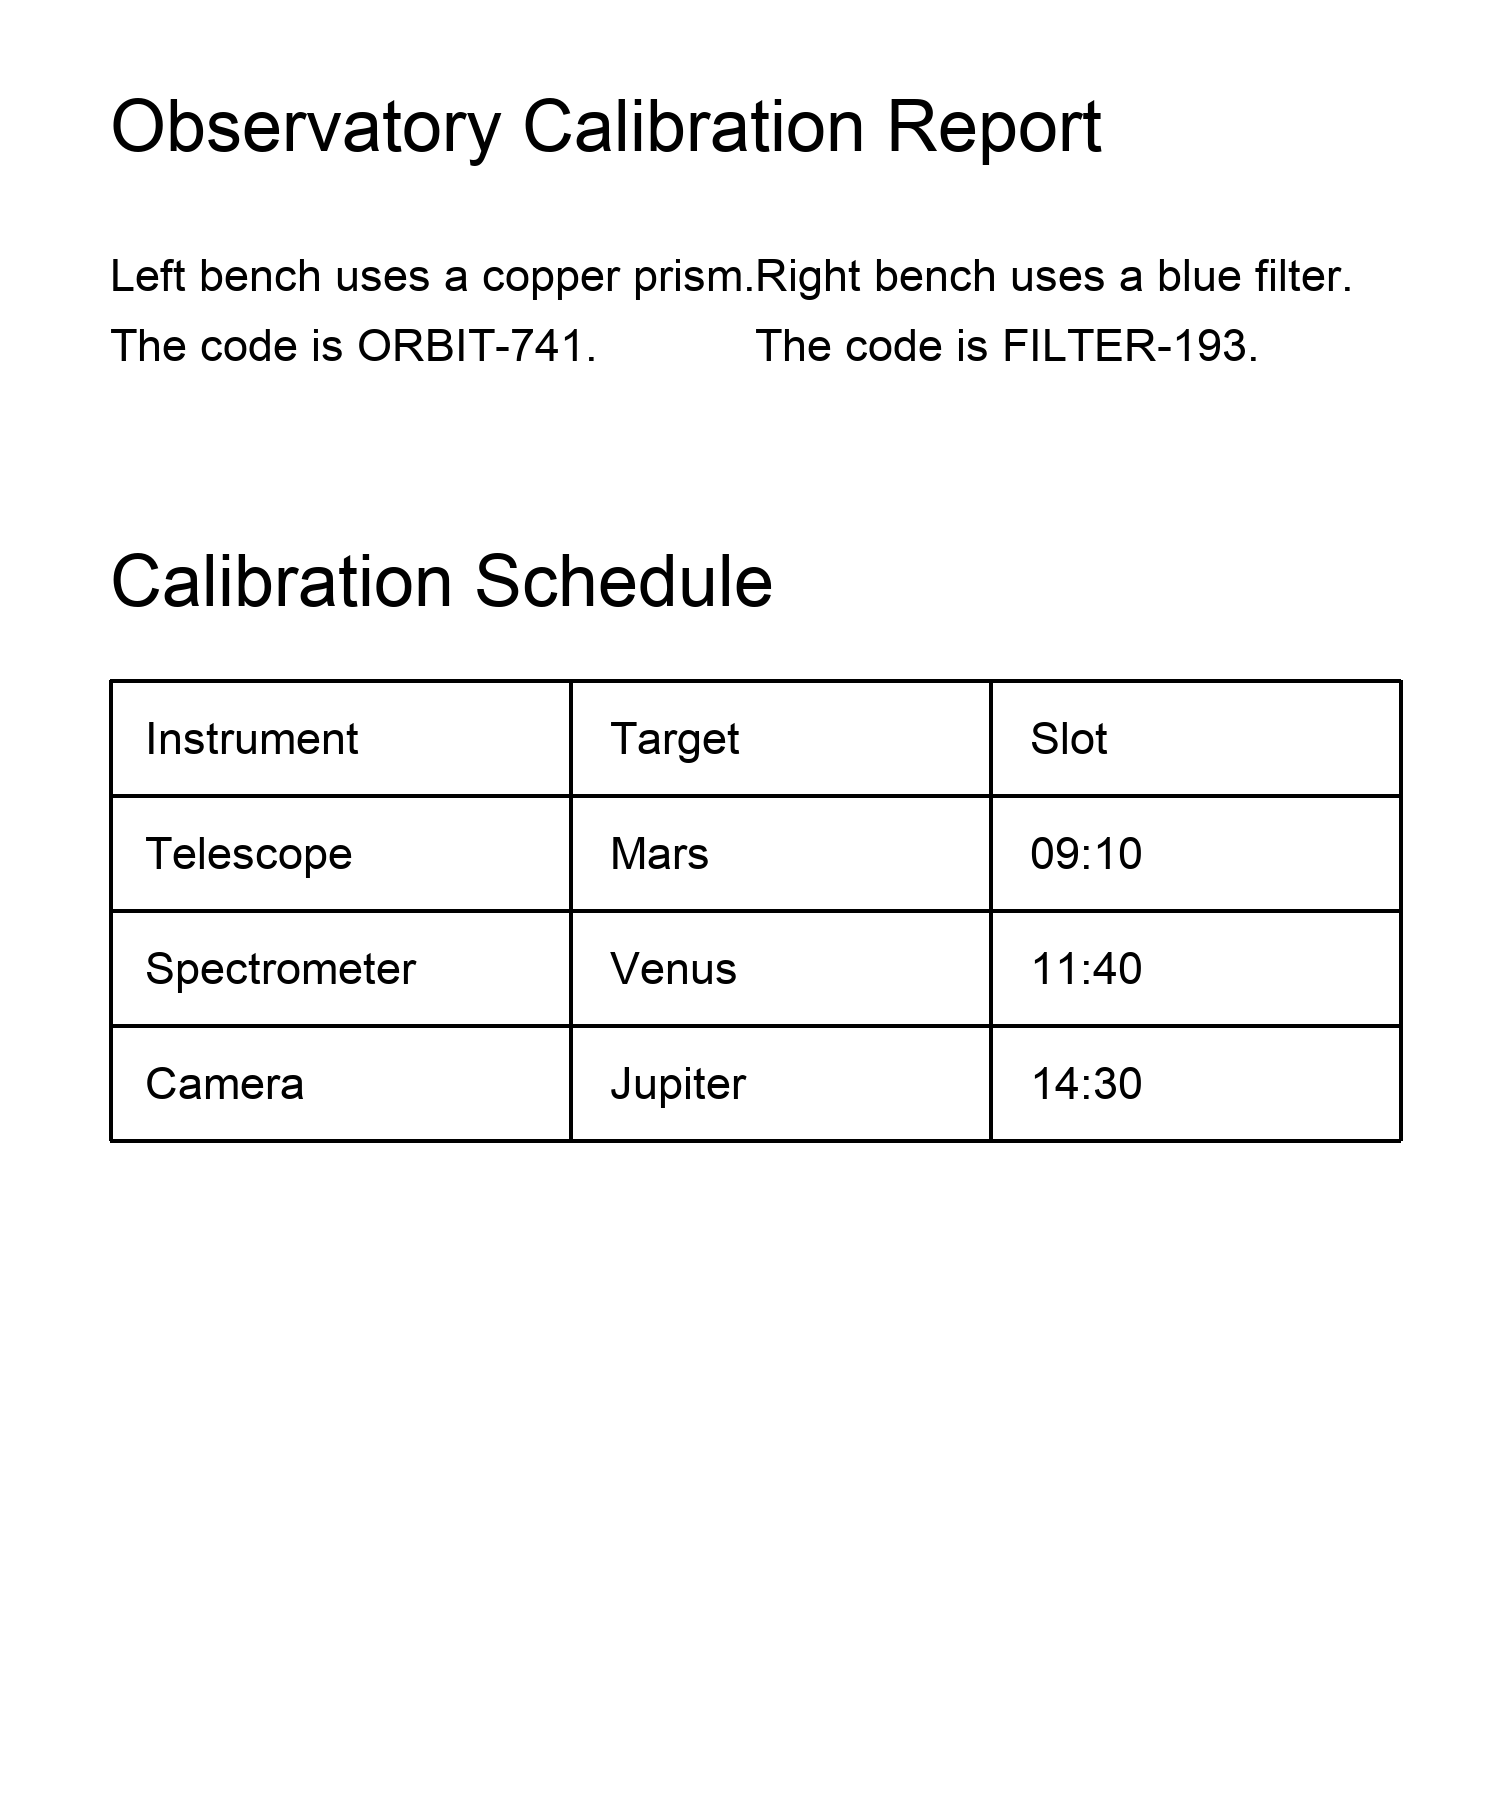 Observatory Calibration Report
Left bench uses a copper prism.
The code is ORBIT-741.
Right bench uses a blue filter.
The code is FILTER-193.
Calibration Schedule
Instrument Target Slot
Telescope Mars 09:10
Spectrometer Venus 11:40
Camera Jupiter 14:30